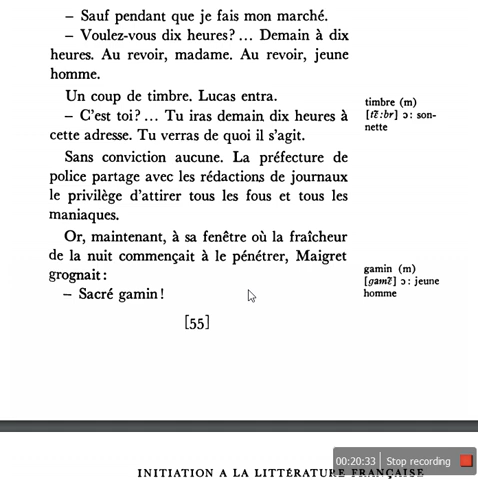 – Sauf pendant que je fais mon marché.
– Voulez-vous dix heures?... Demain à dix
heures. Au revoir, madame. Au revoir, jeune
homme.
Un coup de timbre. Lucas entra.
– C'est toi?... Tu iras demain dix heures à
cette adresse. Tu verras de quoi il s'agit.
timbre (m)
[tɛ̃:br] ɔ: son-
nette
Sans conviction aucune. La préfecture de
police partage avec les rédactions de journaux
le privilège d'attirer tous les fous et tous les
maniaques.
Or, maintenant, à sa fenêtre où la fraîcheur
de la nuit commençait à le pénétrer, Maigret
grognait:
– Sacré gamin!
gamin (m)
[gamɛ̃] ɔ: jeune
homme
[55]
00:20:33 Stop recording
INITIATION A LA LITTÉRATURE FRANÇAISE